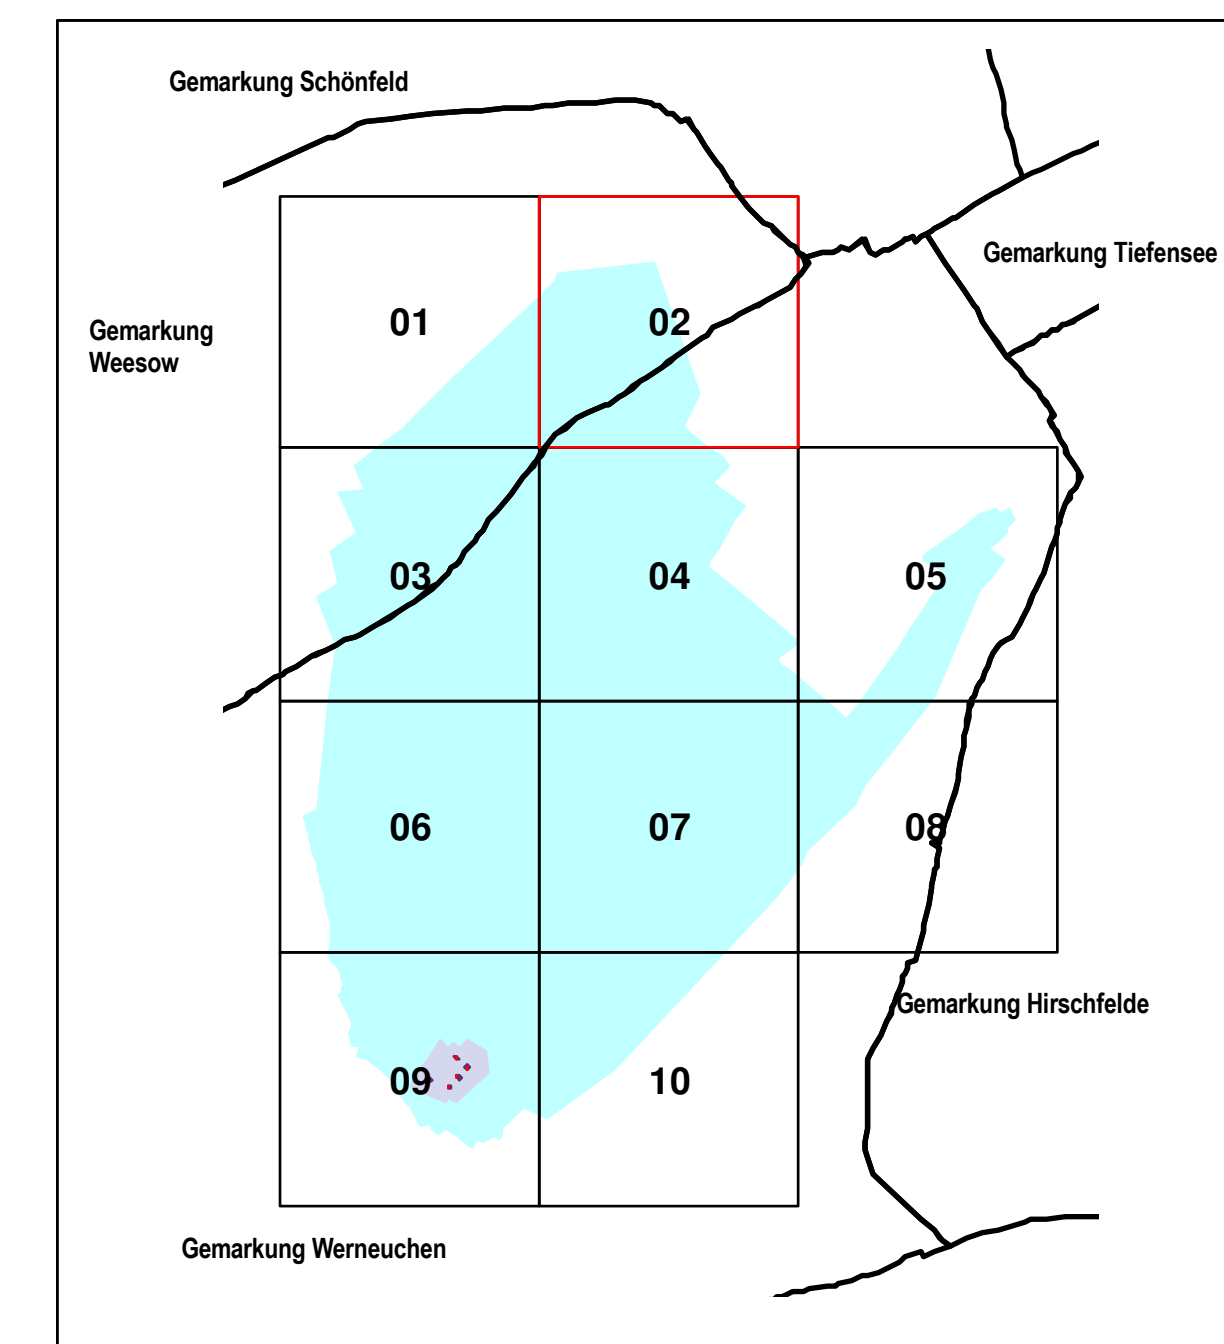 Gemarkung Schönfeld
Gemarkung Tiefensee
Gemarkung
Weesow
01
02
03
04
05
06
07
08
Gemarkung Hirschfelde
09
10
Gemarkung Werneuchen